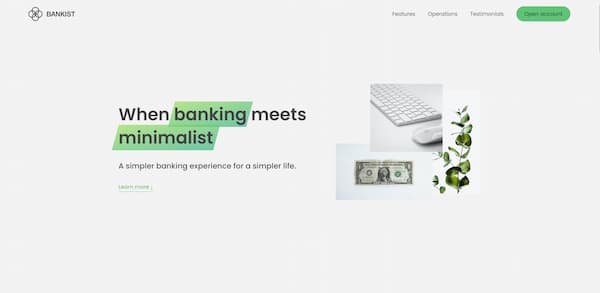 BANKIST
Features Operations Testimonials Open account
When banking meets
minimalist
A simpler banking experience for a simpler life.
Learn more ↓